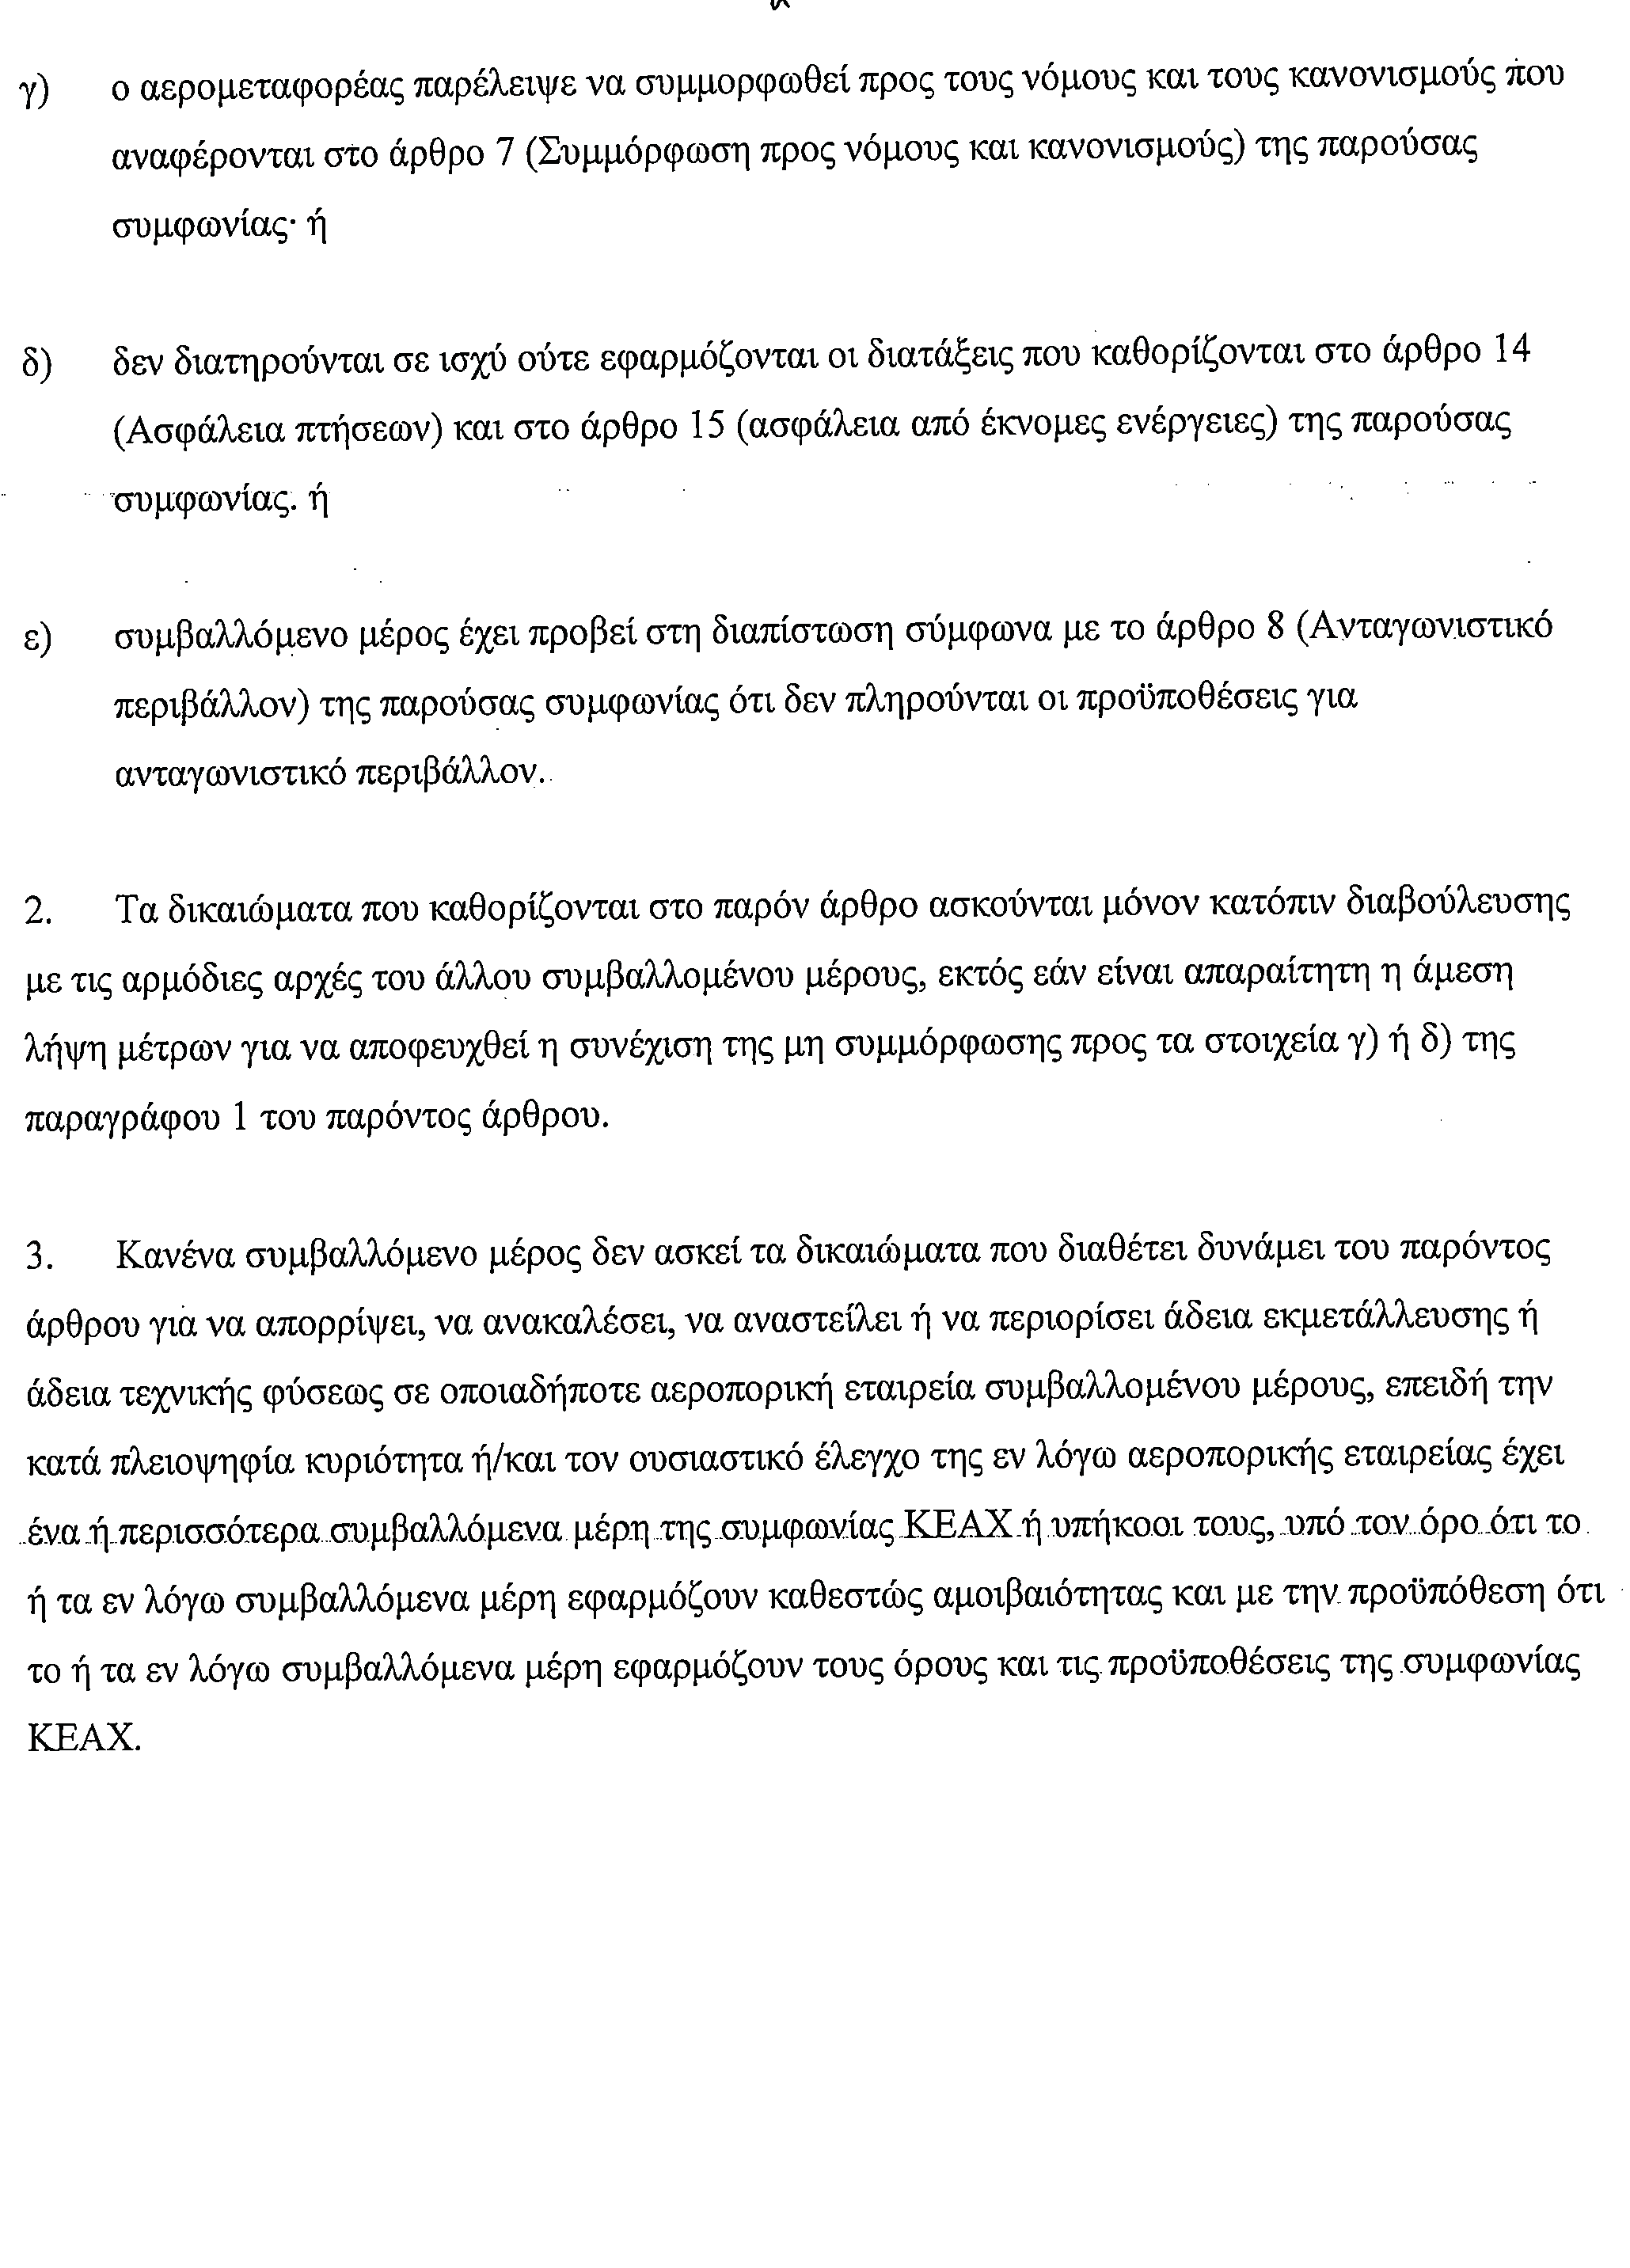 γ) ο αερομεταφορέας παρέλειψε να συμμορφωθεί προς τους νόμους και τους κανονισμούς που
αναφέρονται στο άρθρο 7 (Συμμόρφωση προς νόμους και κανονισμούς) της παρούσας
συμφωνίας· ή
δ) δεν διατηρούνται σε ισχύ ούτε εφαρμόζονται οι διατάξεις που καθορίζονται στο άρθρο 14
(Ασφάλεια πτήσεων) και στο άρθρο 15 (ασφάλεια από έκνομες ενέργειες) της παρούσας
συμφωνίας. ή
ε) συμβαλλόμενο μέρος έχει προβεί στη διαπίστωση σύμφωνα με το άρθρο 8 (Ανταγωνιστικό
περιβάλλον) της παρούσας συμφωνίας ότι δεν πληρούνται οι προϋποθέσεις για
ανταγωνιστικό περιβάλλον.
2. Τα δικαιώματα που καθορίζονται στο παρόν άρθρο ασκούνται μόνον κατόπιν διαβούλευσης
με τις αρμόδιες αρχές του άλλου συμβαλλομένου μέρους, εκτός εάν είναι απαραίτητη η άμεση
λήψη μέτρων για να αποφευχθεί η συνέχιση της μη συμμόρφωσης προς τα στοιχεία γ) ή δ) της
παραγράφου 1 του παρόντος άρθρου.
3. Κανένα συμβαλλόμενο μέρος δεν ασκεί τα δικαιώματα που διαθέτει δυνάμει του παρόντος
άρθρου για να απορρίψει, να ανακαλέσει, να αναστείλει ή να περιορίσει άδεια εκμετάλλευσης ή
άδεια τεχνικής φύσεως σε οποιαδήποτε αεροπορική εταιρεία συμβαλλομένου μέρους, επειδή την
κατά πλειοψηφία κυριότητα ή/και τον ουσιαστικό έλεγχο της εν λόγω αεροπορικής εταιρείας έχει
ένα ή περισσότερα συμβαλλόμενα μέρη της συμφωνίας ΚΕΑΧ ή υπήκοοι τους, υπό τον όρο ότι το
ή τα εν λόγω συμβαλλόμενα μέρη εφαρμόζουν καθεστώς αμοιβαιότητας και με την προϋπόθεση ότι
το ή τα εν λόγω συμβαλλόμενα μέρη εφαρμόζουν τους όρους και τις προϋποθέσεις της συμφωνίας
ΚΕΑΧ.